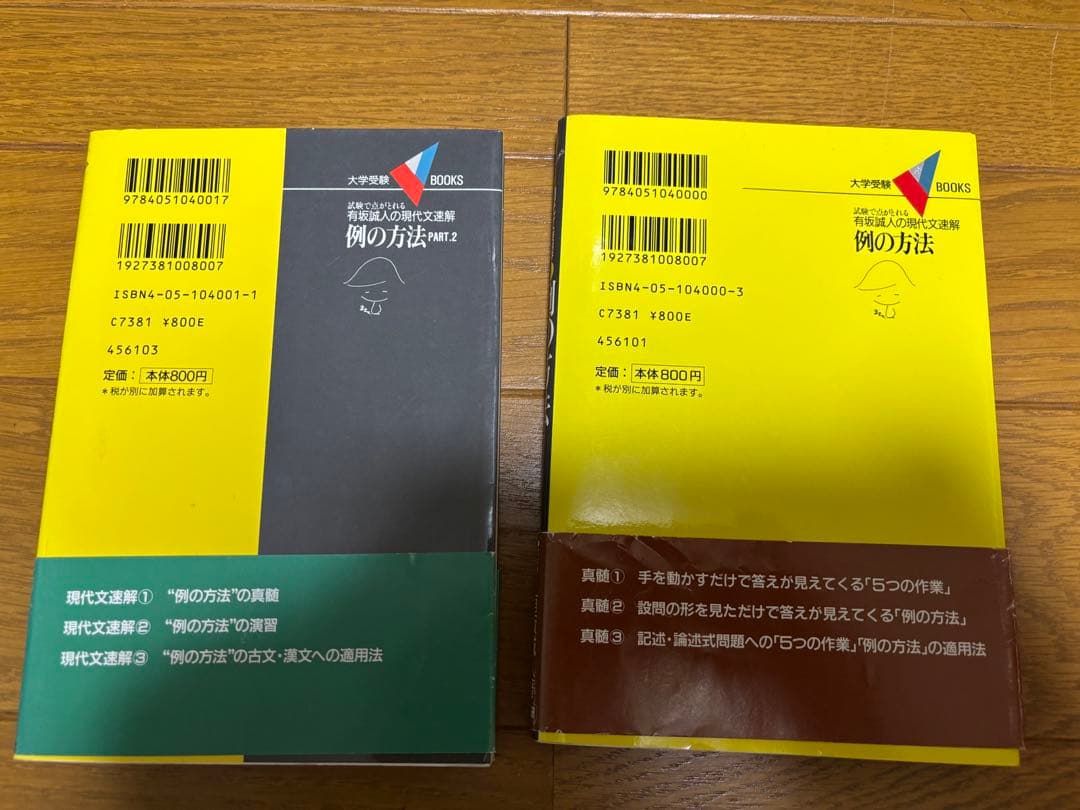 9784051040017
大学受験 BOOKS
1927381008007
試験で点がとれる
有坂誠人の現代文速解
例の方法 PART.2
ISBN4-05-104001-1
C7381 ¥800E
456103
定価：本体800円
＊税が別に加算されます。
現代文速解① “例の方法”の真髄
現代文速解② “例の方法”の演習
現代文速解③ “例の方法”の古文・漢文への適用法
9784051040000
大学受験 BOOKS
1927381008007
試験で点がとれる
有坂誠人の現代文速解
例の方法
ISBN4-05-104000-3
C7381 ¥800E
456101
定価：本体800円
＊税が別に加算されます。
真髄① 手を動かすだけで答えが見えてくる「5つの作業」
真髄② 設問の形を見ただけで答えが見えてくる「例の方法」
真髄③ 記述・論述式問題への「5つの作業」「例の方法」の適用法